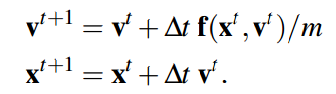 v^{t+1} = v^t + Δt f(x^t, v^t)/m
x^{t+1} = x^t + Δt v^t.